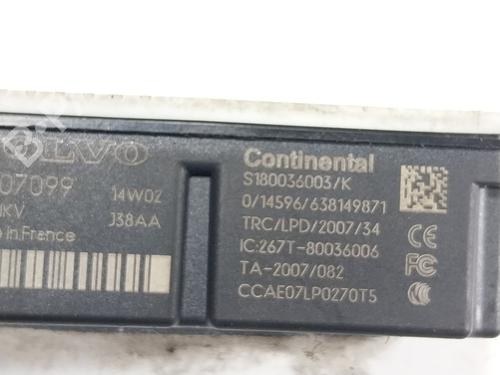 VOLVO
07099
14W02
KV
J38AA
in France
Continental
S180036003/K
0/14596/638149871
TRC/LPD/2007/34
IC:267T-80036006
TA-2007/082
CCAE07LP0270T5
CE
FC